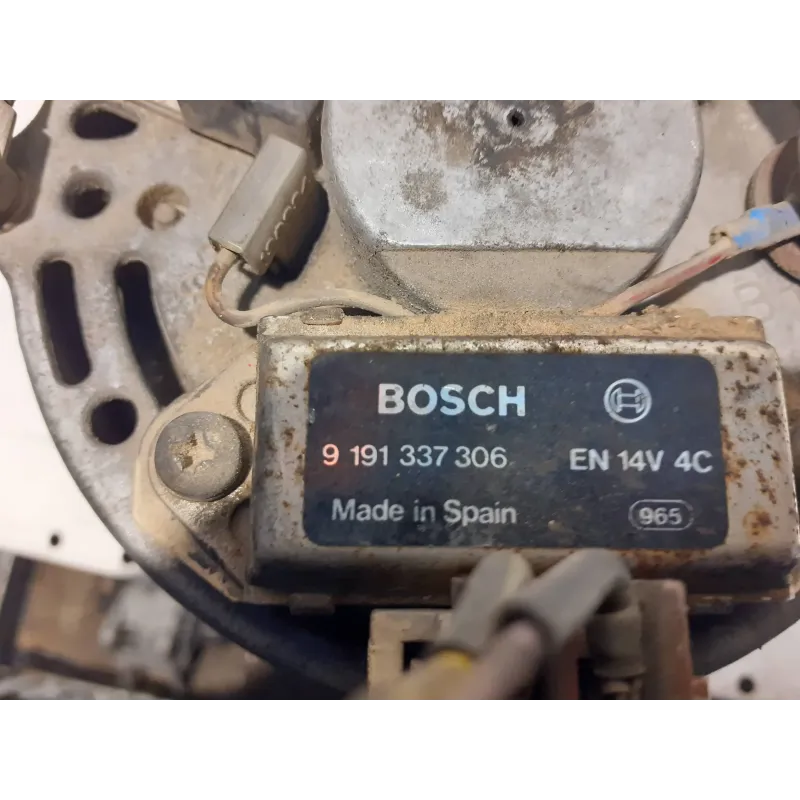 BOSCH
9 191 337 306 EN 14V 4C
Made in Spain 965